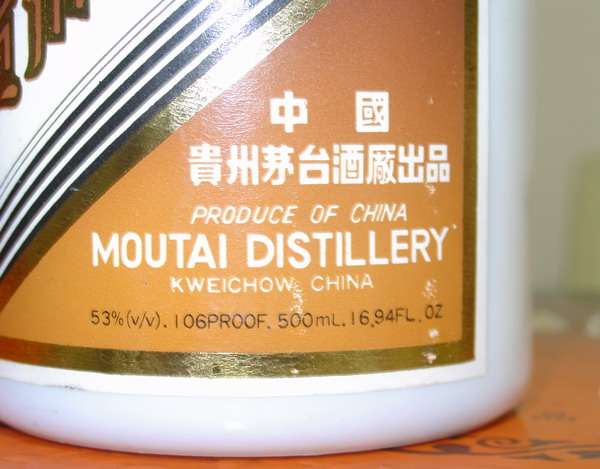 中 國
貴州茅台酒廠出品
PRODUCE OF CHINA
MOUTAI DISTILLERY
KWEICHOW, CHINA
53%(v/v). 106PROOF. 500mL. 16.94FL. OZ